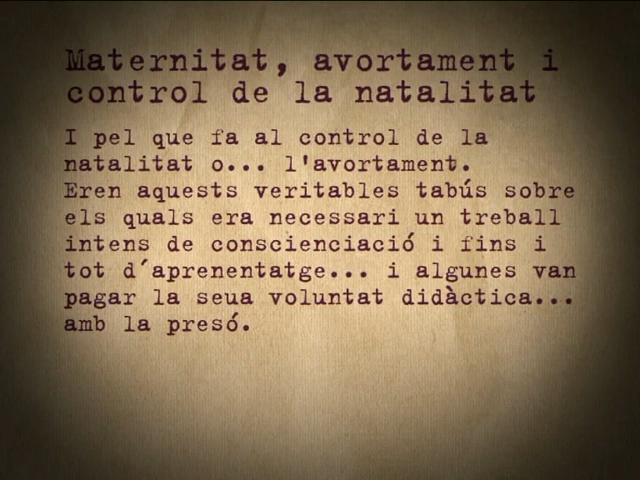 Maternitat, avortament i
control de la natalitat
I pel que fa al control de la
natalitat o... l'avortament.
Eren aquests veritables tabús sobre
els quals era necessari un treball
intens de conscienciació i fins i
tot d´aprenentatge... i algunes van
pagar la seua voluntat didàctica...
amb la presó.